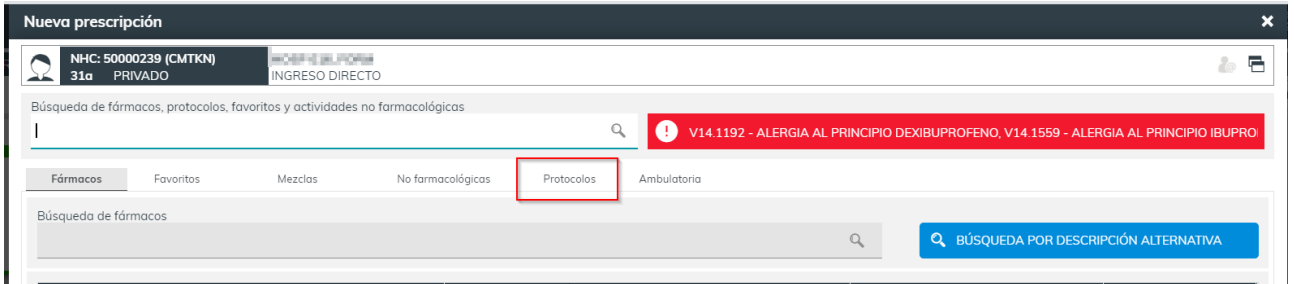 Nueva prescripción
NHC: 50000239 (CMTKN)
31a PRIVADO
INGRESO DIRECTO
Búsqueda de fármacos, protocolos, favoritos y actividades no farmacológicas
V14.1192 - ALERGIA AL PRINCIPIO DEXIBUPROFENO, V14.1559 - ALERGIA AL PRINCIPIO IBUPRO
Fármacos Favoritos Mezclas No farmacológicas Protocolos Ambulatoria
Búsqueda de fármacos
BÚSQUEDA POR DESCRIPCIÓN ALTERNATIVA